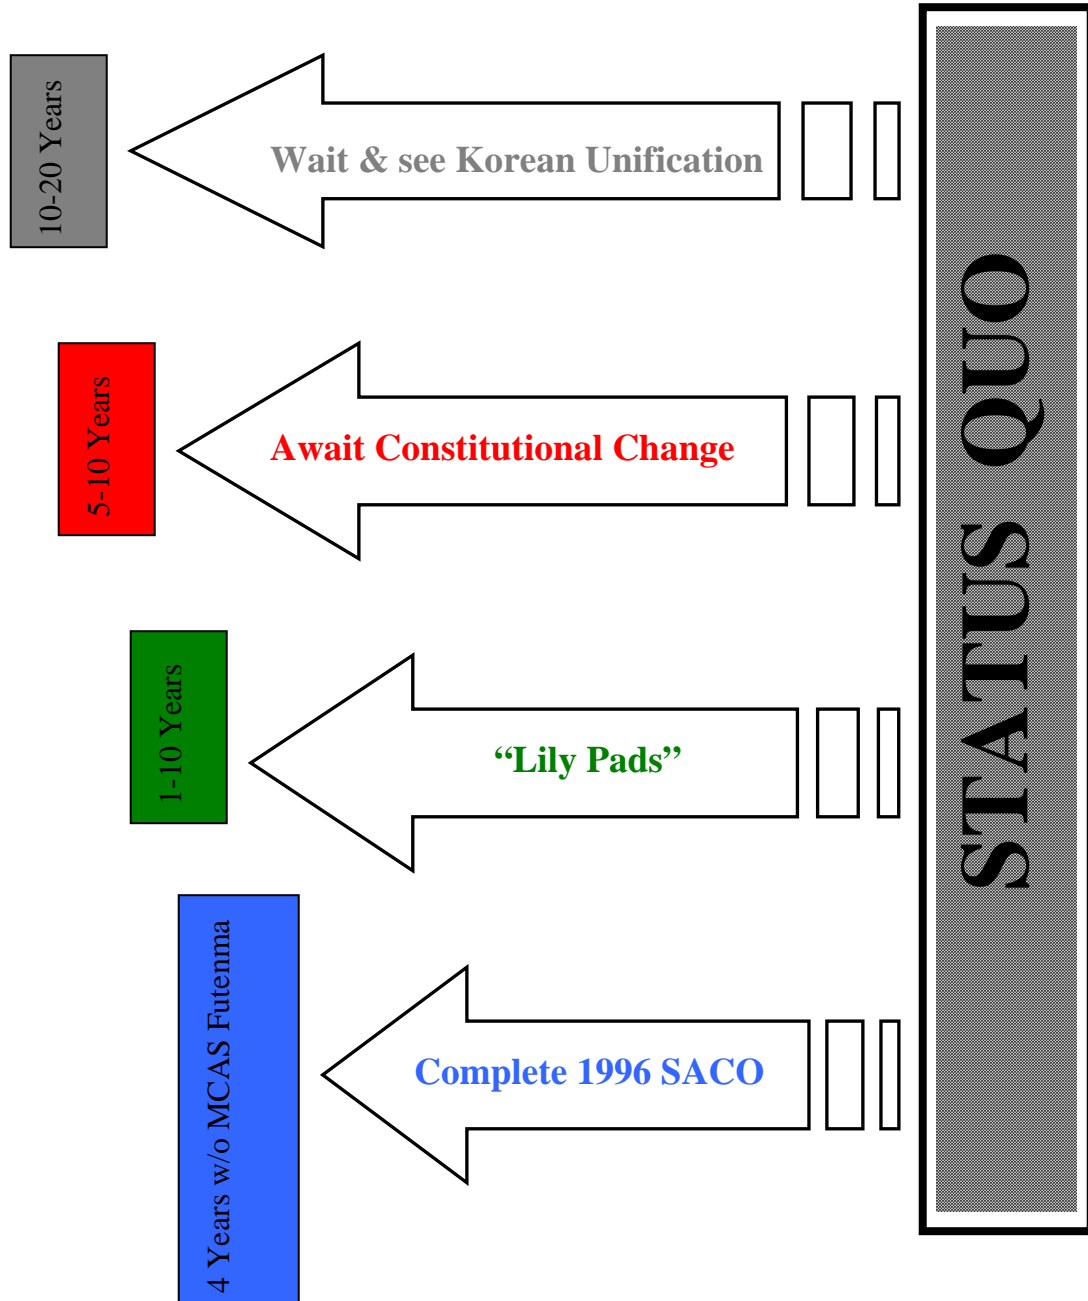 10-20 Years
Wait & see Korean Unification
5-10 Years
Await Constitutional Change
1-10 Years
“Lily Pads”
4 Years w/o MCAS Futenma
Complete 1996 SACO
STATUS QUO